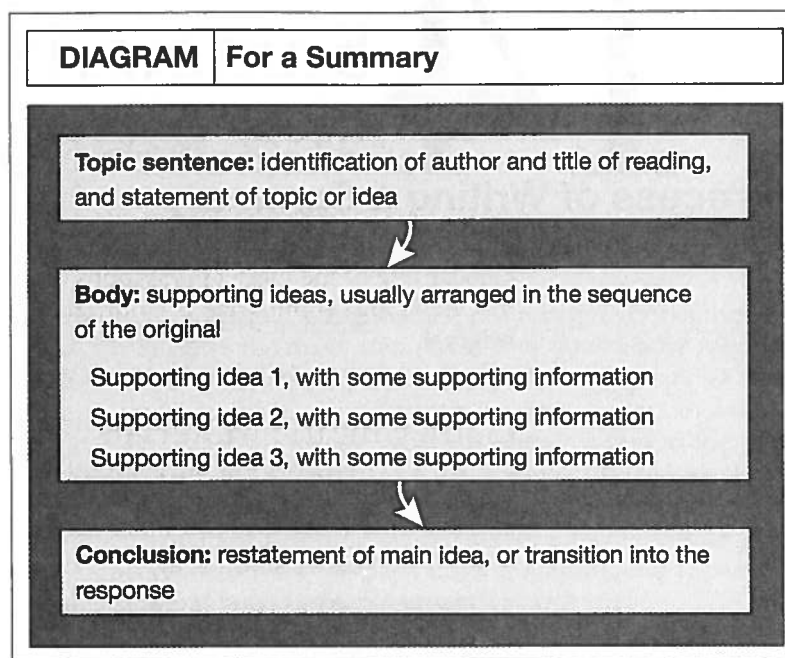 DIAGRAM For a Summary
Topic sentence: identification of author and title of reading,
and statement of topic or idea
Body: supporting ideas, usually arranged in the sequence
of the original
Supporting idea 1, with some supporting information
Supporting idea 2, with some supporting information
Supporting idea 3, with some supporting information
Conclusion: restatement of main idea, or transition into the
response